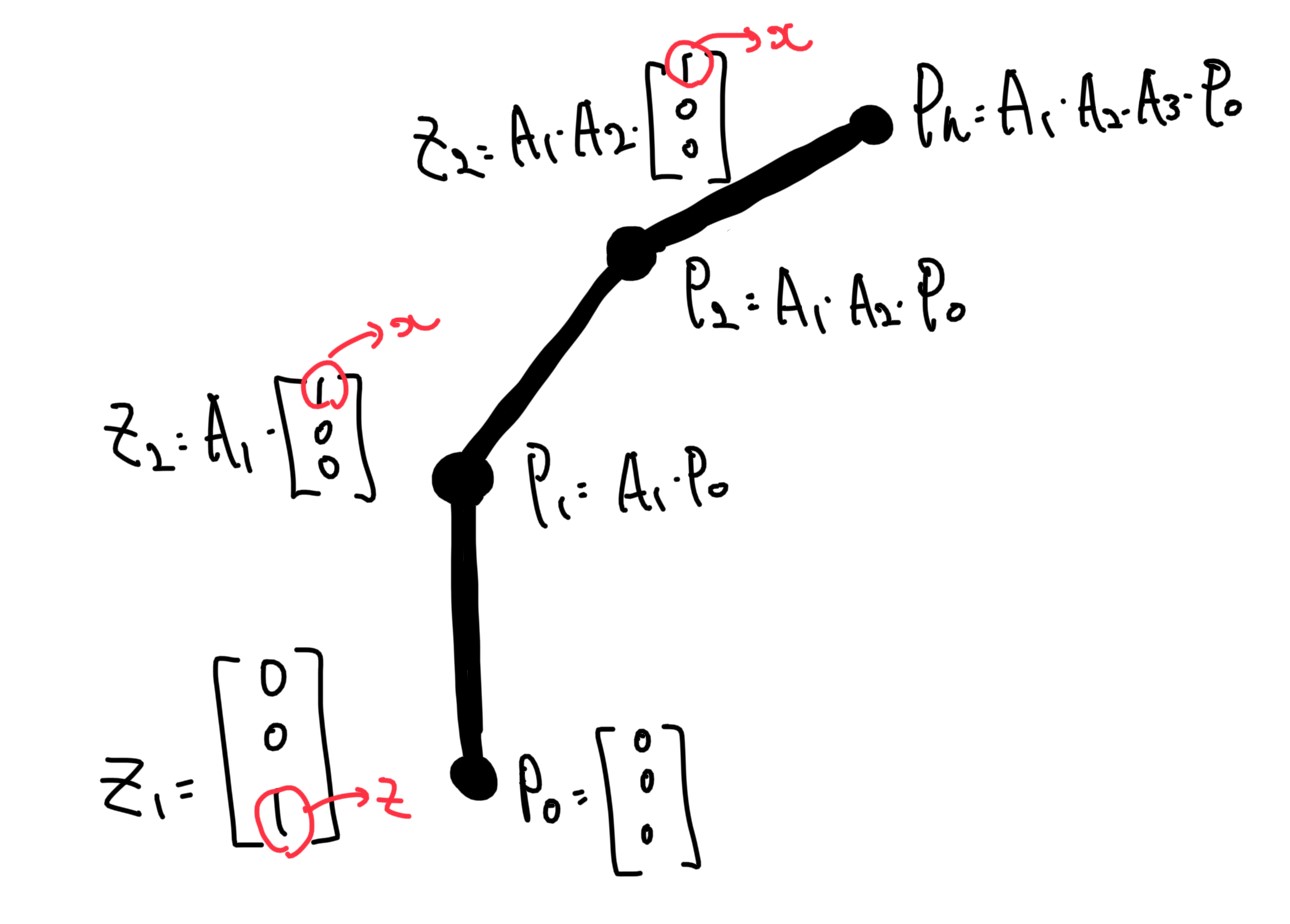 x
Z₂ = A₁ · A₂ · [1 0 0]
Pₕ = A₁ · A₂ · A₃ · P₀
P₂ = A₁ · A₂ · P₀
x
Z₂ = A₁ · [1 0 0]
P₁ = A₁ · P₀
Z₁ = [0 0 1]
z
P₀ = [0 0 0]